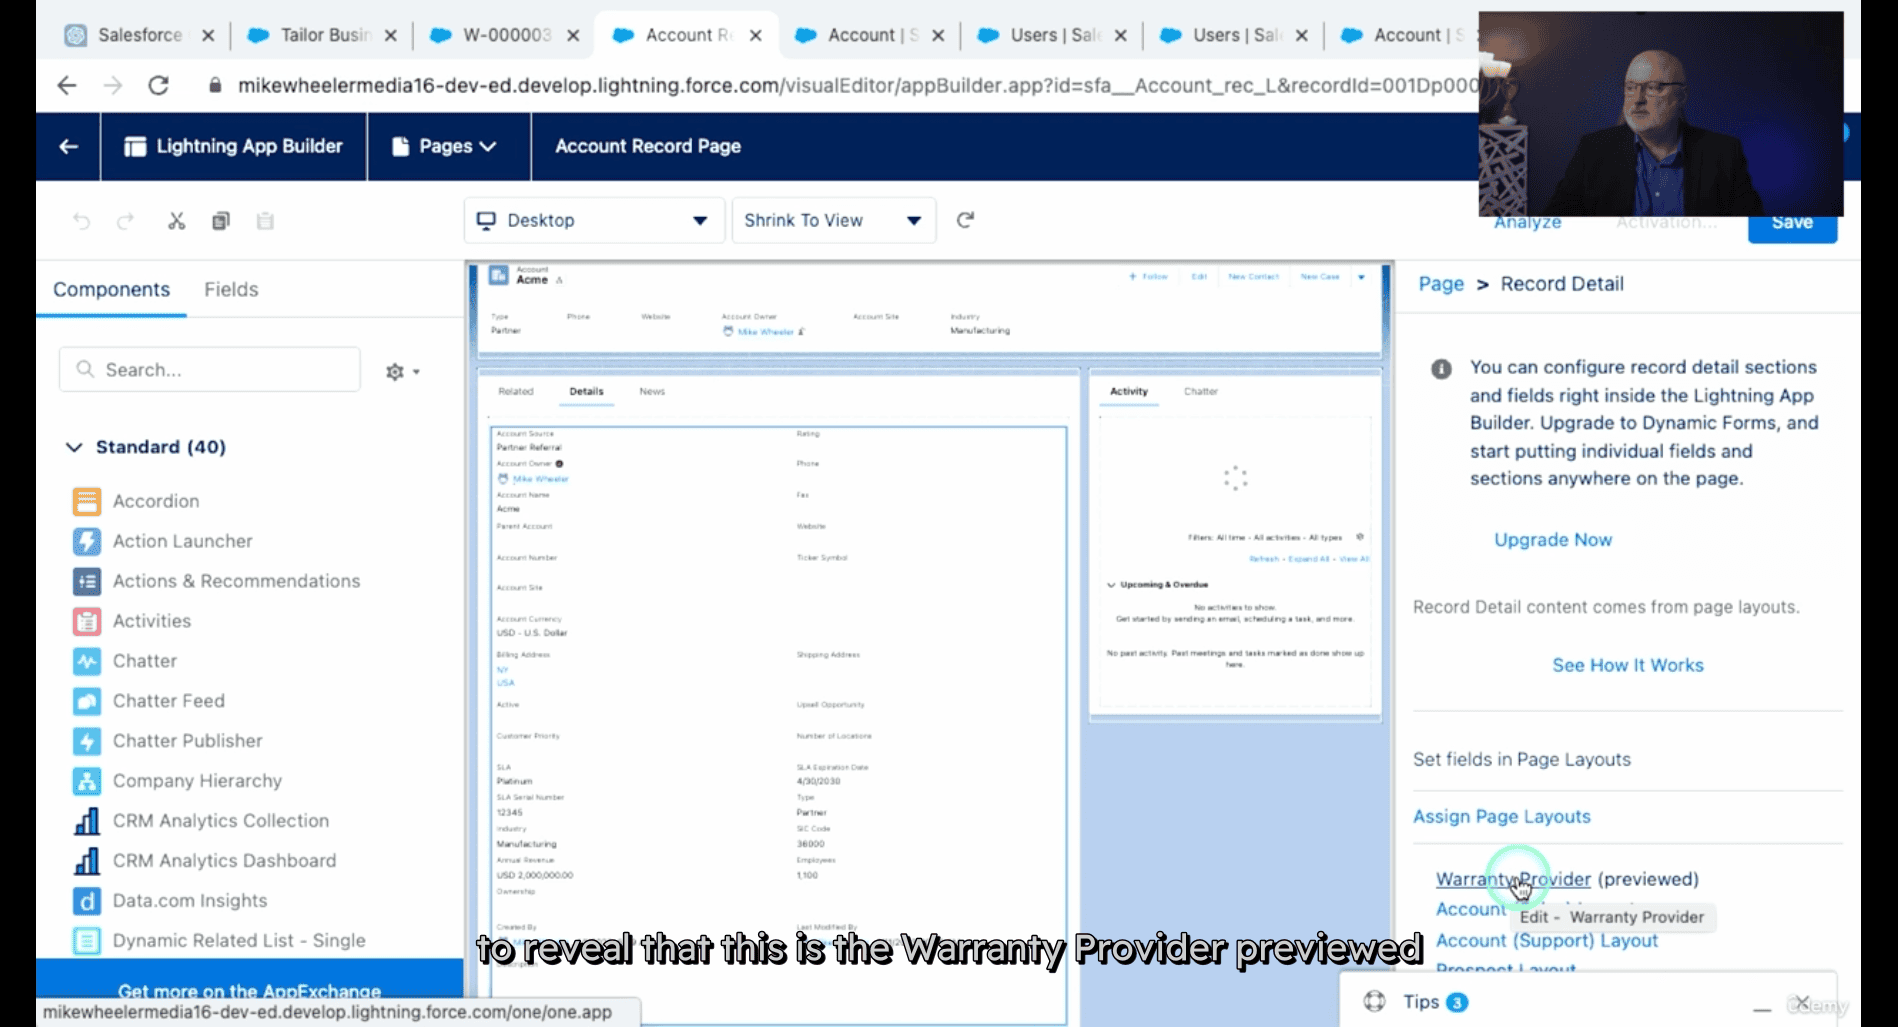 Salesforce
Tailor Busin
W-000003
Account R
Account | S
Users | Sal
Users | Sal
Account | S
mikewheelermedia16-dev-ed.develop.lightning.force.com/visualEditor/appBuilder.app?id=sfa__Account_rec_L&recordId=001Dp000
Lightning App Builder
Pages
Account Record Page
Desktop
Shrink To View
Analyze
Activation...
Save
Components
Fields
Search...
Standard (40)
Accordion
Action Launcher
Actions & Recommendations
Activities
Chatter
Chatter Feed
Chatter Publisher
Company Hierarchy
CRM Analytics Collection
CRM Analytics Dashboard
Data.com Insights
Dynamic Related List - Single
Get more on the AppExchange
mikewheelermedia16-dev-ed.develop.lightning.force.com/one/one.app
Account
Acme
+ Follow
Edit
New Contact
New Case
Type
Phone
Website
Account Owner
Account Site
Industry
Partner
Mike Wheeler
Manufacturing
Related
Details
News
Account Source
Rating
Partner Referral
Account Owner
Phone
Mike Wheeler
Account Name
Fax
Acme
Parent Account
Website
Account Number
Ticker Symbol
Account Site
Account Currency
USD - U.S. Dollar
Billing Address
Shipping Address
NY
USA
Active
Upsell Opportunity
Customer Priority
Number of Locations
SLA
SLA Expiration Date
Platinum
4/30/2030
SLA Serial Number
Type
12345
Partner
Industry
SIC Code
Manufacturing
36000
Annual Revenue
Employees
USD 2,000,000.00
1,100
Ownership
Created By
Last Modified By
Activity
Chatter
Filters: All time • All activities • All types
Refresh • Expand All • View All
Upcoming & Overdue
No activities to show.
Get started by sending an email, scheduling a task, and more.
No past activity. Past meetings and tasks marked as done show up
here.
Page > Record Detail
You can configure record detail sections
and fields right inside the Lightning App
Builder. Upgrade to Dynamic Forms, and
start putting individual fields and
sections anywhere on the page.
Upgrade Now
Record Detail content comes from page layouts.
See How It Works
Set fields in Page Layouts
Assign Page Layouts
Warranty Provider (previewed)
Account
Edit - Warranty Provider
Account (Support) Layout
Prospect Layout
to reveal that this is the Warranty Provider previewed
Tips 3
Udemy